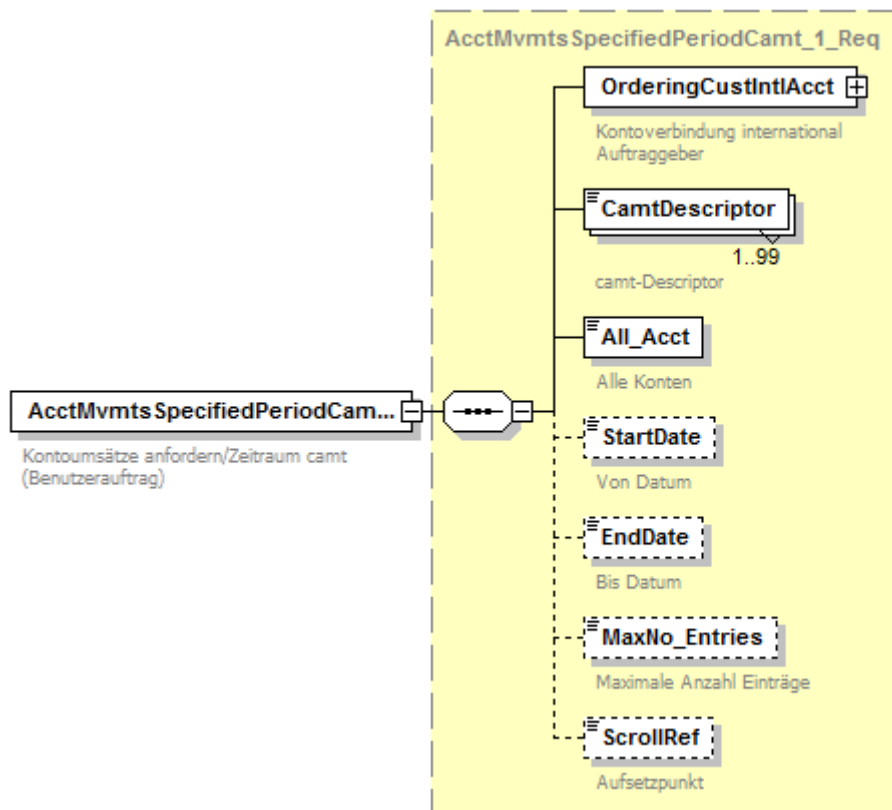 AcctMvmtsSpecifiedPeriodCamt_1_Req
OrderingCustIntlAcct
Kontoverbindung international
Auftraggeber
CamtDescriptor
1..99
camt-Descriptor
All_Acct
Alle Konten
AcctMvmtsSpecifiedPeriodCam...
Kontoumsätze anfordern/Zeitraum camt
(Benutzerauftrag)
StartDate
Von Datum
EndDate
Bis Datum
MaxNo_Entries
Maximale Anzahl Einträge
ScrollRef
Aufsetzpunkt